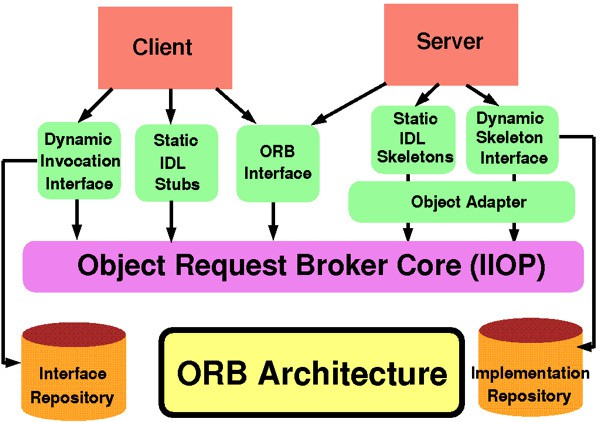 Client
Server
Dynamic
Invocation
Interface
Static
IDL
Stubs
ORB
Interface
Static
IDL
Skeletons
Dynamic
Skeleton
Interface
Object Adapter
Object Request Broker Core (IIOP)
Interface
Repository
ORB Architecture
Implementation
Repository